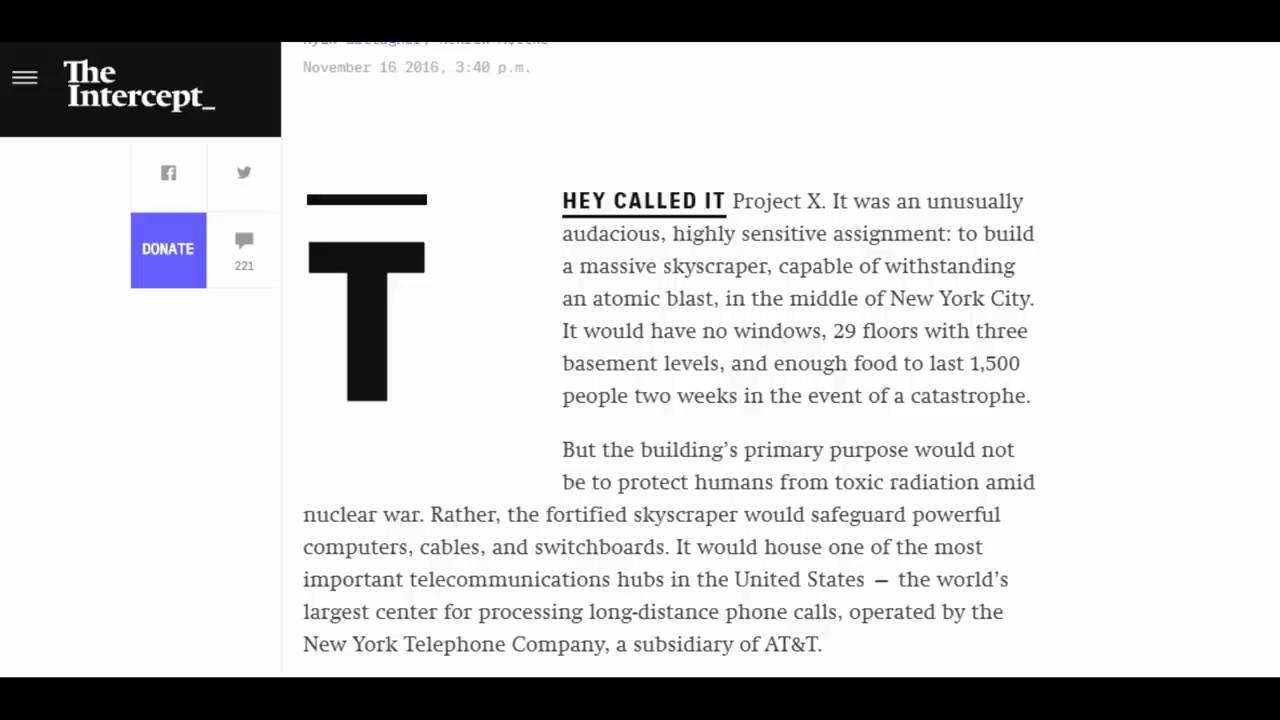 The
Intercept_
November 16 2016, 3:40 p.m.
DONATE
221
THEY CALLED IT Project X. It was an unusually
audacious, highly sensitive assignment: to build
a massive skyscraper, capable of withstanding
an atomic blast, in the middle of New York City.
It would have no windows, 29 floors with three
basement levels, and enough food to last 1,500
people two weeks in the event of a catastrophe.
But the building’s primary purpose would not
be to protect humans from toxic radiation amid
nuclear war. Rather, the fortified skyscraper would safeguard powerful
computers, cables, and switchboards. It would house one of the most
important telecommunications hubs in the United States — the world’s
largest center for processing long-distance phone calls, operated by the
New York Telephone Company, a subsidiary of AT&T.